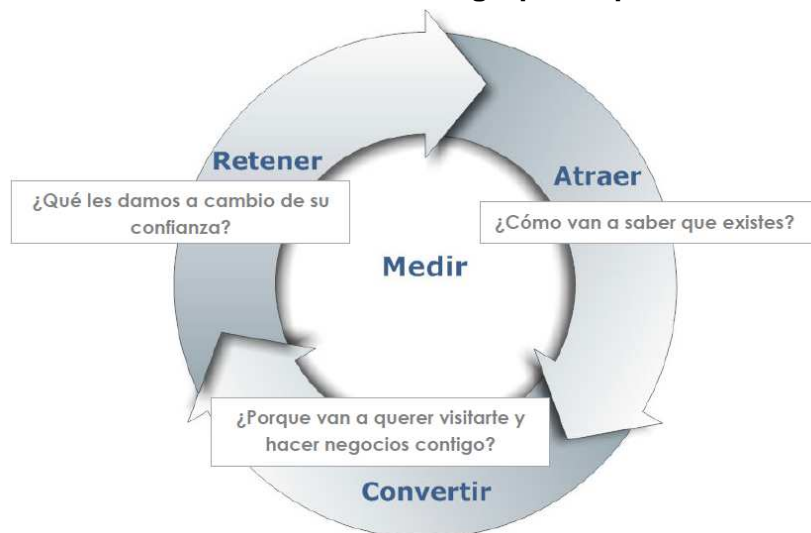 Retener
Atraer
¿Qué les damos a cambio de su
confianza?
¿Cómo van a saber que existes?
Medir
¿Porque van a querer visitarte y
hacer negocios contigo?
Convertir